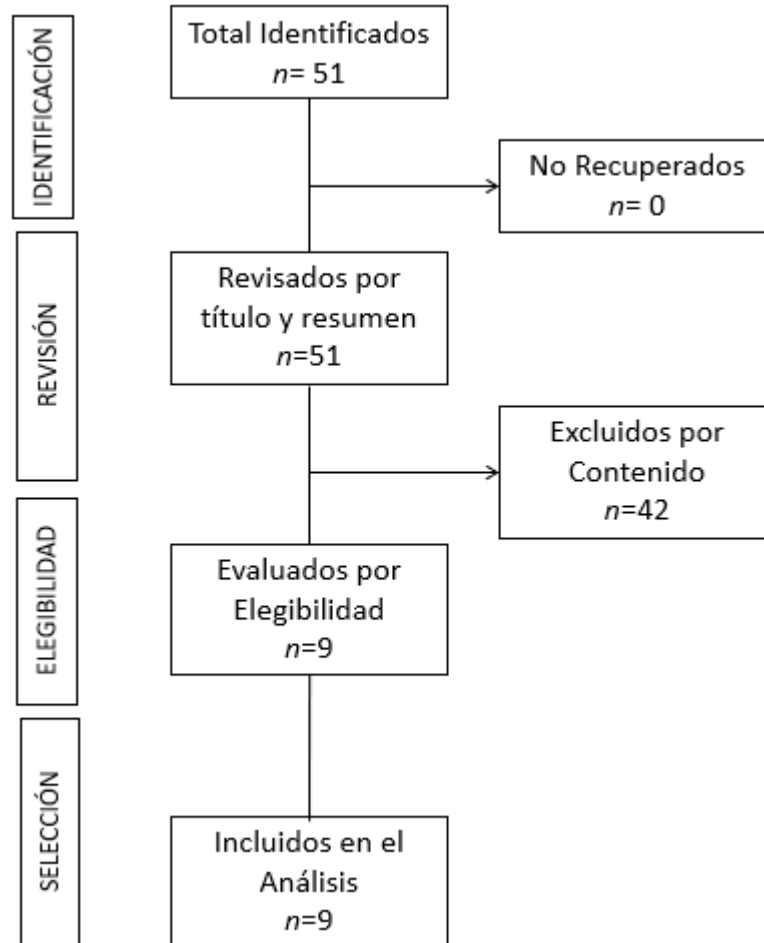 IDENTIFICACIÓN
Total Identificados
n= 51
No Recuperados
n= 0
REVISIÓN
Revisados por
título y resumen
n=51
Excluidos por
Contenido
n=42
ELEGIBILIDAD
Evaluados por
Elegibilidad
n=9
SELECCIÓN
Incluidos en el
Análisis
n=9